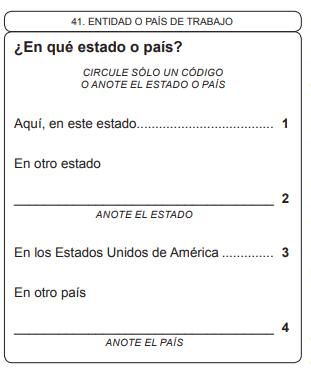 41. ENTIDAD O PAÍS DE TRABAJO
¿En qué estado o país?
CIRCULE SÓLO UN CÓDIGO
O ANOTE EL ESTADO O PAÍS
Aquí, en este estado................................... 1
En otro estado
___________________________________ 2
ANOTE EL ESTADO
En los Estados Unidos de América ............. 3
En otro país
___________________________________ 4
ANOTE EL PAÍS